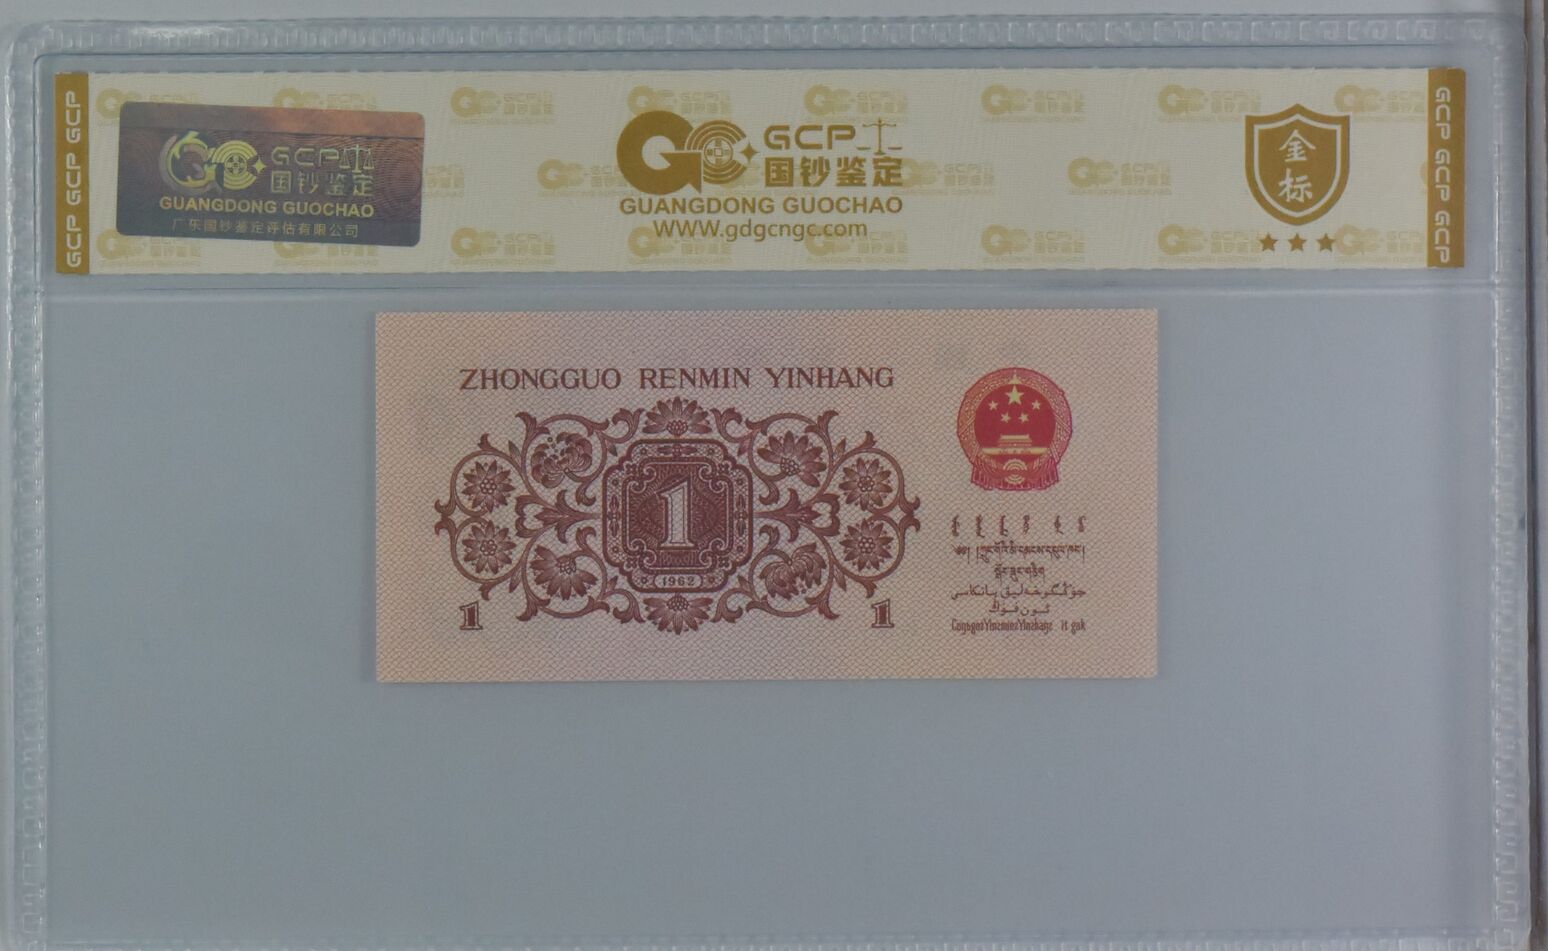 GCP GCP GCP
GCP
国钞鉴定
GUANGDONG GUOCHAO
广东国钞鉴定评估有限公司
GCP
国钞鉴定
GUANGDONG GUOCHAO
WWW.gdgcngc.com
金
标
GCP GCP GCP
ZHONGGUO RENMIN YINHANG
1
1962
1
1